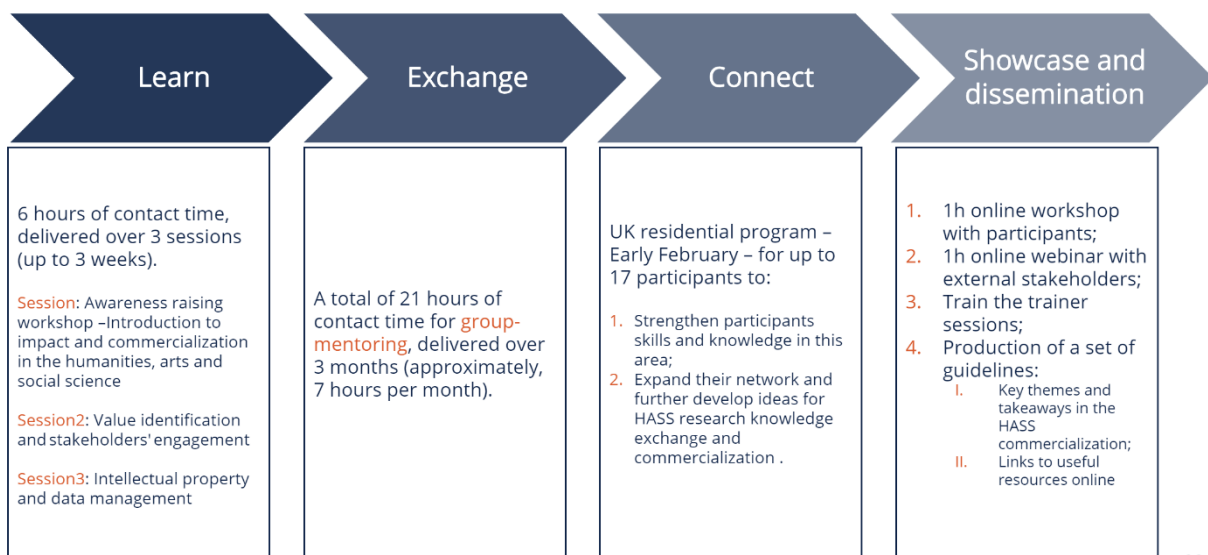 Learn
Exchange
Connect
Showcase and
dissemination
6 hours of contact time,
delivered over 3 sessions
(up to 3 weeks).
Session: Awareness raising
workshop –Introduction to
impact and commercialization
in the humanities, arts and
social science
Session2: Value identification
and stakeholders' engagement
Session3: Intellectual property
and data management
A total of 21 hours of
contact time for group-
mentoring, delivered over
3 months (approximately,
7 hours per month).
UK residential program –
Early February – for up to
17 participants to:
1. Strengthen participants
skills and knowledge in this
area;
2. Expand their network and
further develop ideas for
HASS research knowledge
exchange and
commercialization .
1. 1h online workshop
with participants;
2. 1h online webinar with
external stakeholders;
3. Train the trainer
sessions;
4. Production of a set of
guidelines:
I. Key themes and
takeaways in the
HASS
commercialization;
II. Links to useful
resources online